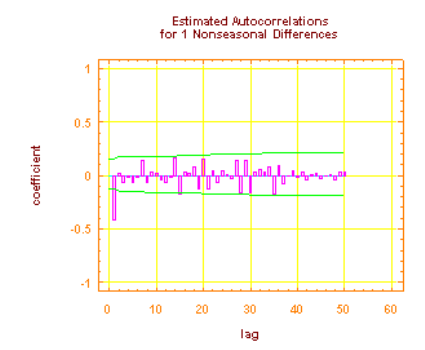 Estimated Autocorrelations
for 1 Nonseasonal Differences
1
0.5
0
-0.5
-1
coefficient
0 10 20 30 40 50 60
lag